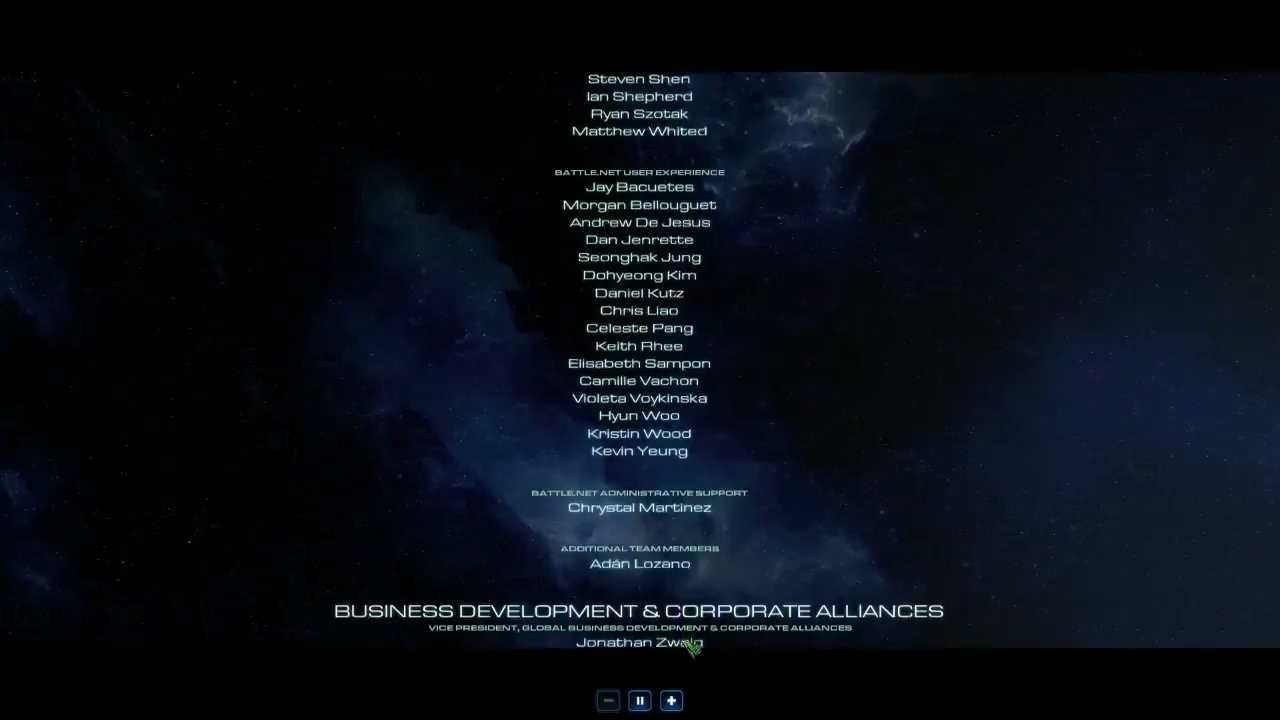 Steven Shen
Ian Shepherd
Ryan Szotak
Matthew Whited
BATTLE.NET USER EXPERIENCE
Jay Bacuetes
Morgan Bellouguet
Andrew De Jesus
Dan Jenrette
Seonghak Jung
Dohyeong Kim
Daniel Kutz
Chris Liao
Celeste Pang
Keith Rhee
Elisabeth Sampon
Camille Vachon
Violeta Voykinska
Hyun Woo
Kristin Wood
Kevin Yeung
BATTLE.NET ADMINISTRATIVE SUPPORT
Chrystal Martinez
ADDITIONAL TEAM MEMBERS
Adán Lozano
BUSINESS DEVELOPMENT & CORPORATE ALLIANCES
VICE PRESIDENT, GLOBAL BUSINESS DEVELOPMENT & CORPORATE ALLIANCES
Jonathan